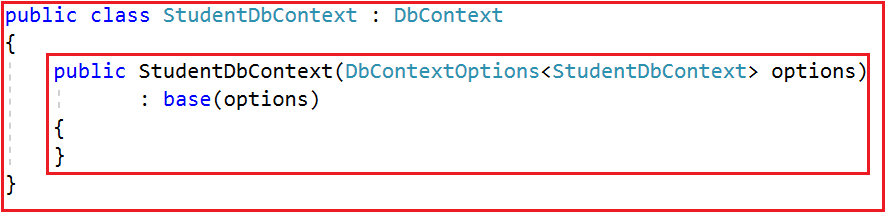 public class StudentDbContext : DbContext
{
public StudentDbContext(DbContextOptions<StudentDbContext> options)
: base(options)
{
}
}